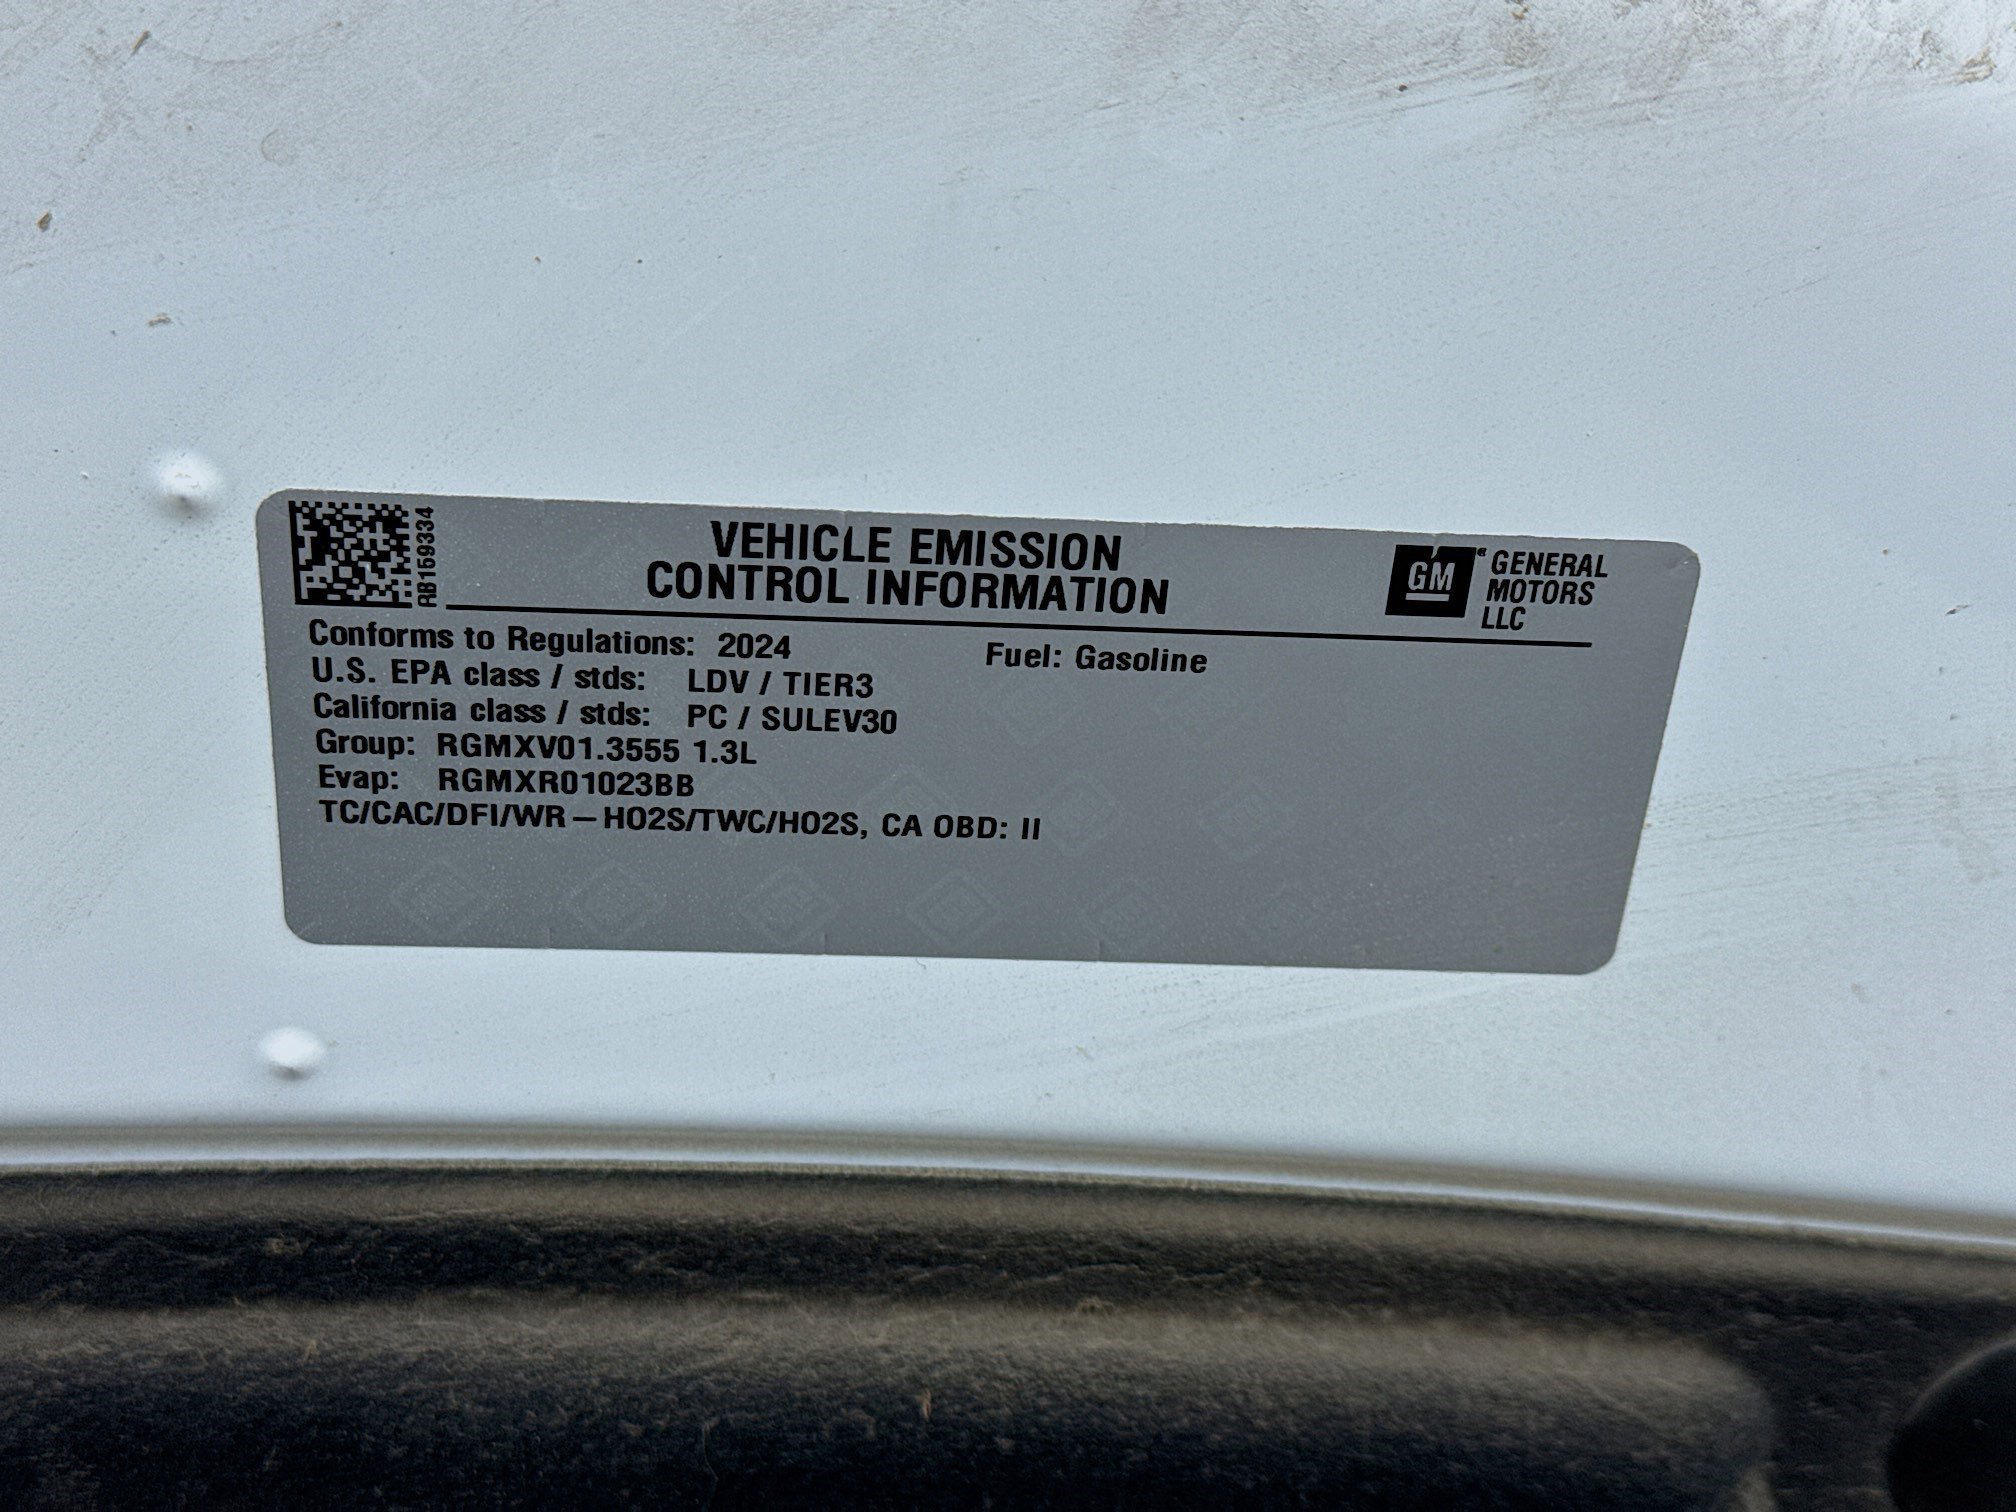 RB159334
VEHICLE EMISSION
CONTROL INFORMATION
GM
GENERAL
MOTORS
LLC
Conforms to Regulations: 2024 Fuel: Gasoline
U.S. EPA class / stds: LDV / TIER3
California class / stds: PC / SULEV30
Group: RGMXV01.3555 1.3L
Evap: RGMXR01023BB
TC/CAC/DFI/WR–HO2S/TWC/HO2S, CA OBD: II